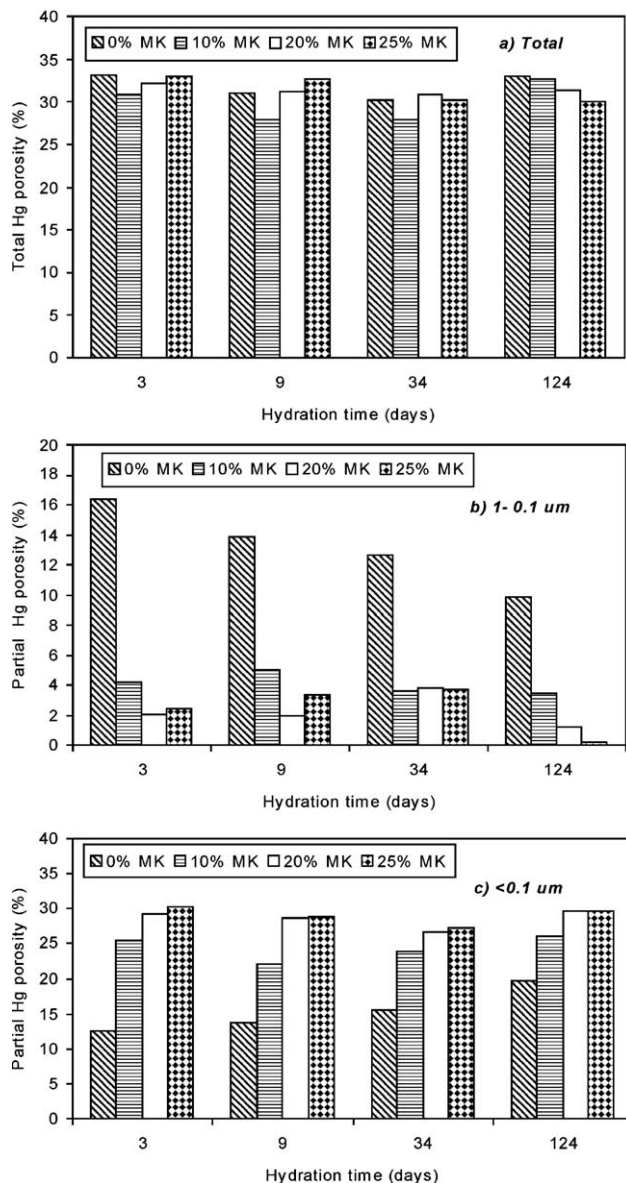 40
0% MK 10% MK 20% MK 25% MK
a) Total
35
30
25
20
15
10
5
0
Total Hg porosity (%)
3 9 34 124
Hydration time (days)
20
0% MK 10% MK 20% MK 25% MK
18
b) 1- 0.1 um
16
14
12
10
8
6
4
2
0
Partial Hg porosity (%)
3 9 34 124
Hydration time (days)
40
0% MK 10% MK 20% MK 25% MK
35
c) <0.1 um
30
25
20
15
10
5
0
Partial Hg porosity (%)
3 9 34 124
Hydration time (days)